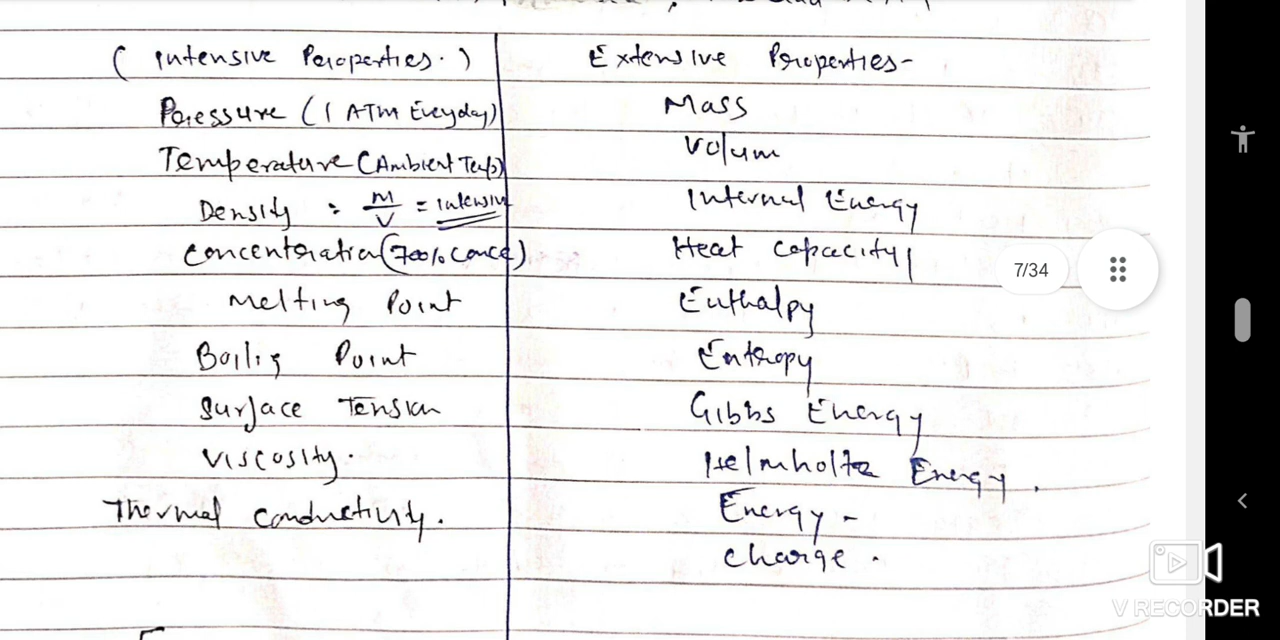 ( Intensive Properties. )
Extensive Properties-
Pressure ( 1 ATM Everyday)
Mass
Temperature (Ambient Temp)
Volum
Density : M/V = intensive
Internal Energy
Concentration (70% Conce)
Heat Capacity
Melting Point
Enthalpy
Boilig Point
Entropy
Surface Tension
Gibbs Energy
Viscosity.
Helmholtz Energy.
Thermal Conductivity.
Energy-
Charge.
7/34
V RECORDER